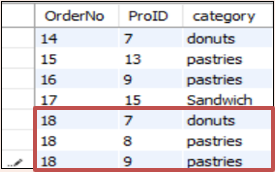 OrderNo ProID category
14 7 donuts
15 13 pastries
16 9 pastries
17 15 Sandwich
18 7 donuts
18 8 pastries
18 9 pastries